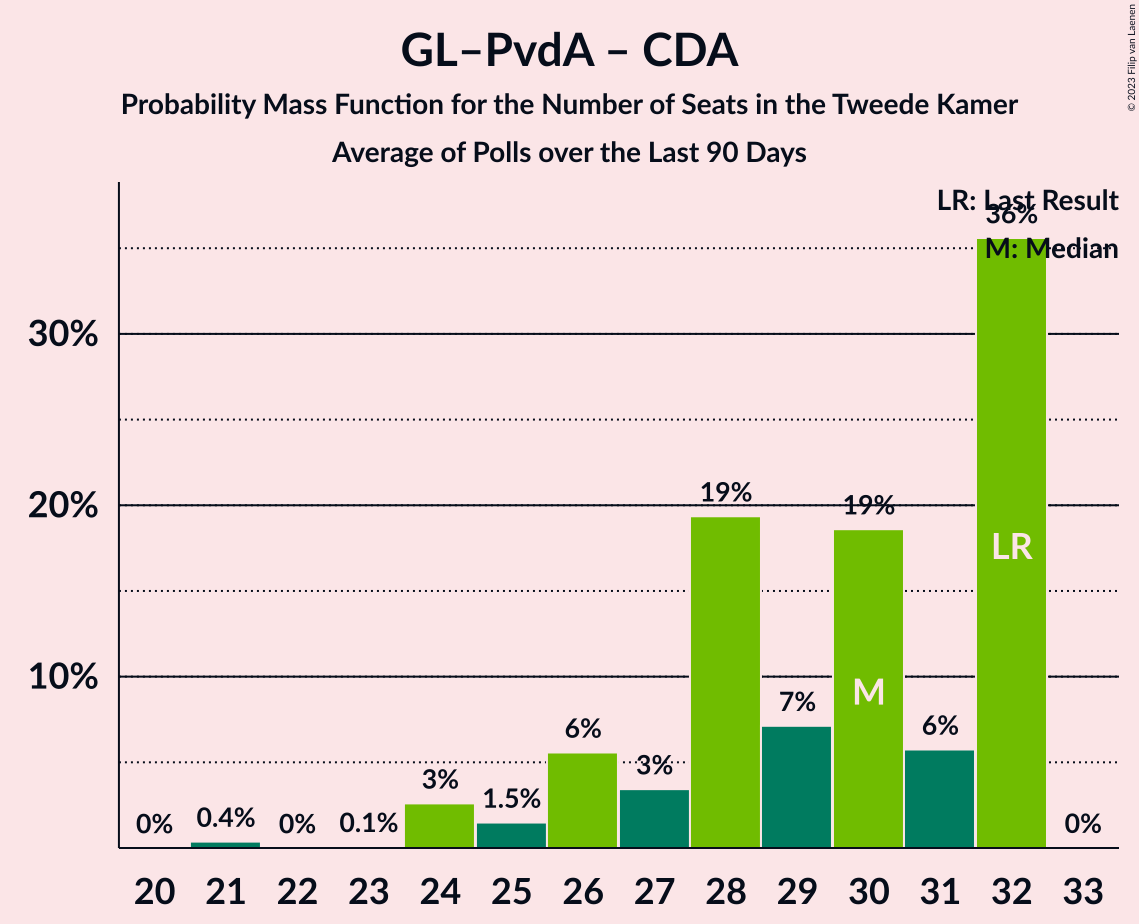 GL–PvdA – CDA
Probability Mass Function for the Number of Seats in the Tweede Kamer
Average of Polls over the Last 90 Days
© 2023 Filip van Laenen
LR: Last Result
M: Median
30%
20%
10%
0%
0.4%
0%
0.1%
3%
1.5%
6%
3%
19%
7%
19%
6%
36%
0%
M
LR
20 21 22 23 24 25 26 27 28 29 30 31 32 33